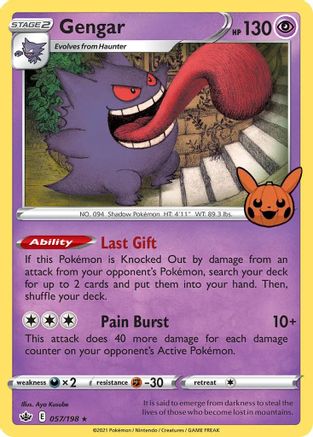 STAGE2
Gengar
HP 130
Evolves from Haunter
NO. 094 Shadow Pokémon HT: 4'11" WT: 89.3 lbs.
Ability Last Gift
If this Pokémon is Knocked Out by damage from an
attack from your opponent's Pokémon, search your deck
for up to 2 cards and put them into your hand. Then,
shuffle your deck.
Pain Burst 10+
This attack does 40 more damage for each damage
counter on your opponent's Active Pokémon.
weakness ×2 resistance -30 retreat
Illus. Aya Kusube
It is said to emerge from darkness to steal the
lives of those who become lost in mountains.
E 057/198 ★
©2021 Pokémon / Nintendo / Creatures / GAME FREAK